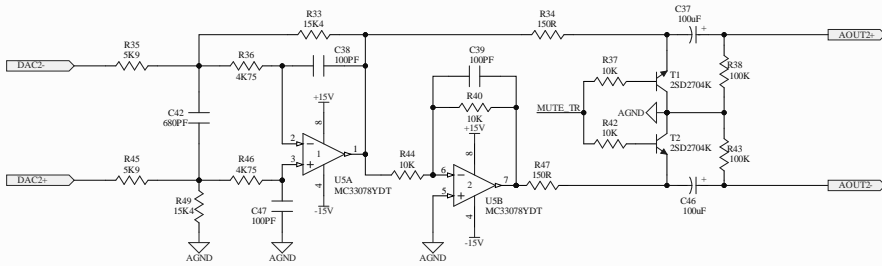 R33
15K4
R34
150R
C37
100uF
+
AOUT2+
R35
5K9
R36
4K75
C38
100PF
C39
100PF
DAC2-
R37
10K
T1
2SD2704K
R38
100K
+15V
8
R40
10K
C42
680PF
MUTE_TR
AGND
+15V
8
R42
10K
T2
2SD2704K
2
3
1
1
4
R43
100K
R45
5K9
R46
4K75
R44
10K
6
5
2
7
4
R47
150R
DAC2+
U5A
MC33078YDT
+
AOUT2-
R49
15K4
C47
100PF
-15V
U5B
MC33078YDT
C46
100uF
-15V
AGND
AGND
AGND